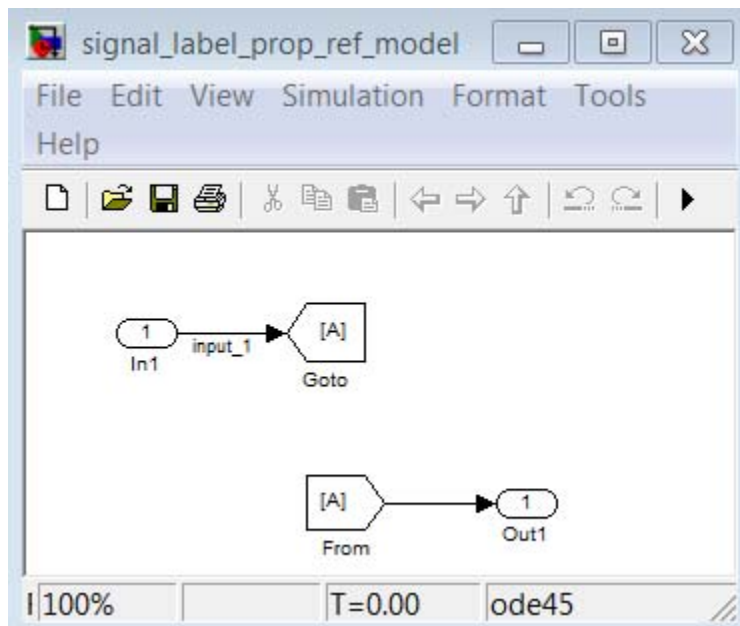 signal_label_prop_ref_model
File Edit View Simulation Format Tools
Help
1
In1
input_1
[A]
Goto
[A]
From
1
Out1
100% T=0.00 ode45